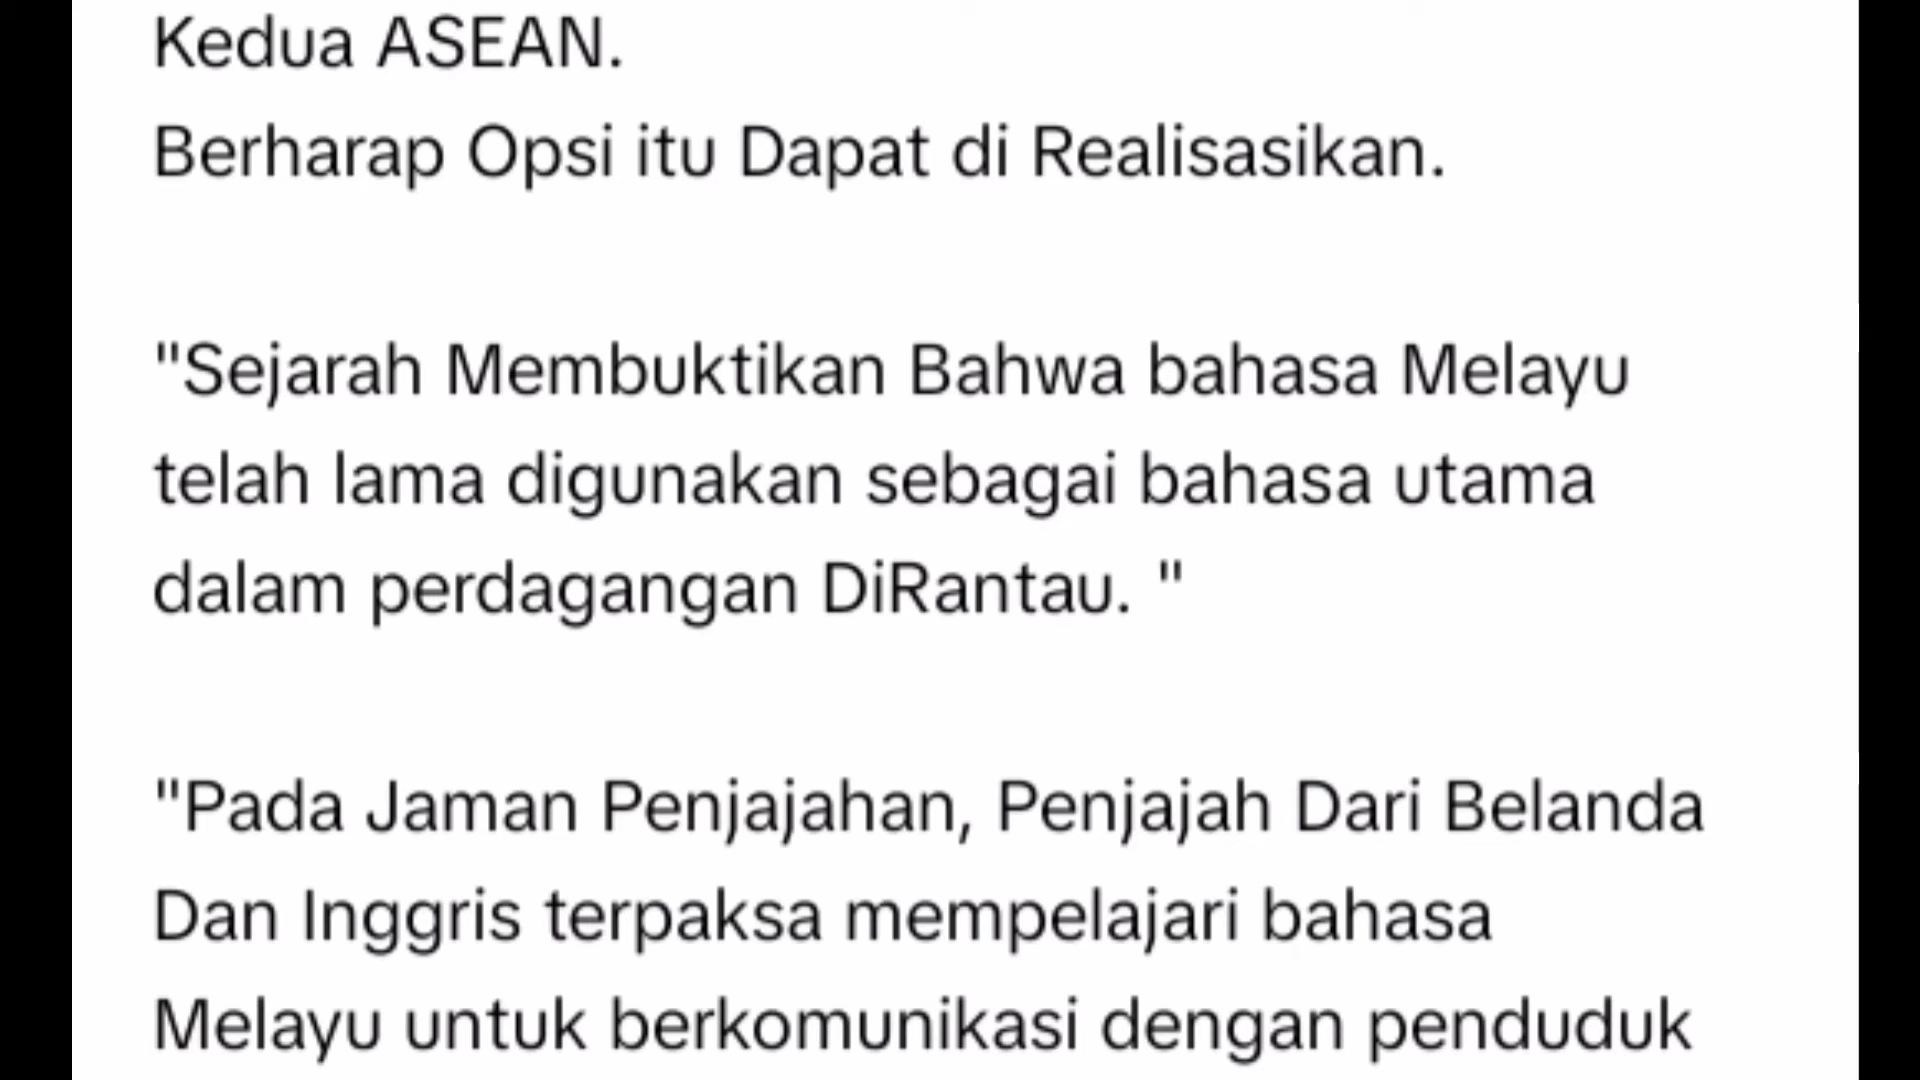 Kedua ASEAN.
Berharap Opsi itu Dapat di Realisasikan.
"Sejarah Membuktikan Bahwa bahasa Melayu
telah lama digunakan sebagai bahasa utama
dalam perdagangan DiRantau. "
"Pada Jaman Penjajahan, Penjajah Dari Belanda
Dan Inggris terpaksa mempelajari bahasa
Melayu untuk berkomunikasi dengan penduduk